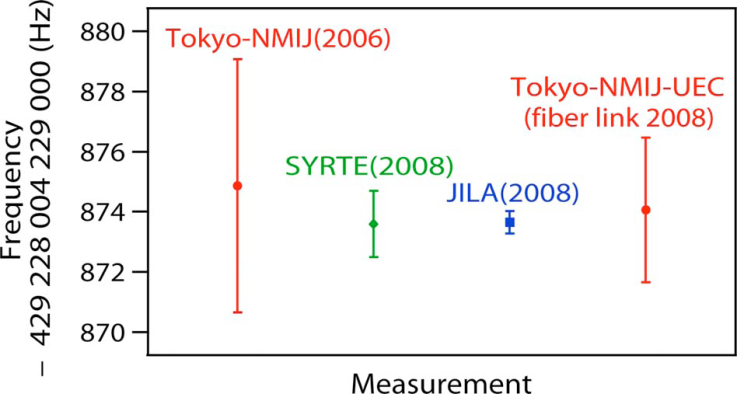 Frequency
− 429 228 004 229 000 (Hz)
880
878
876
874
872
870
Tokyo-NMIJ(2006)
SYRTE(2008)
JILA(2008)
Tokyo-NMIJ-UEC
(fiber link 2008)
Measurement